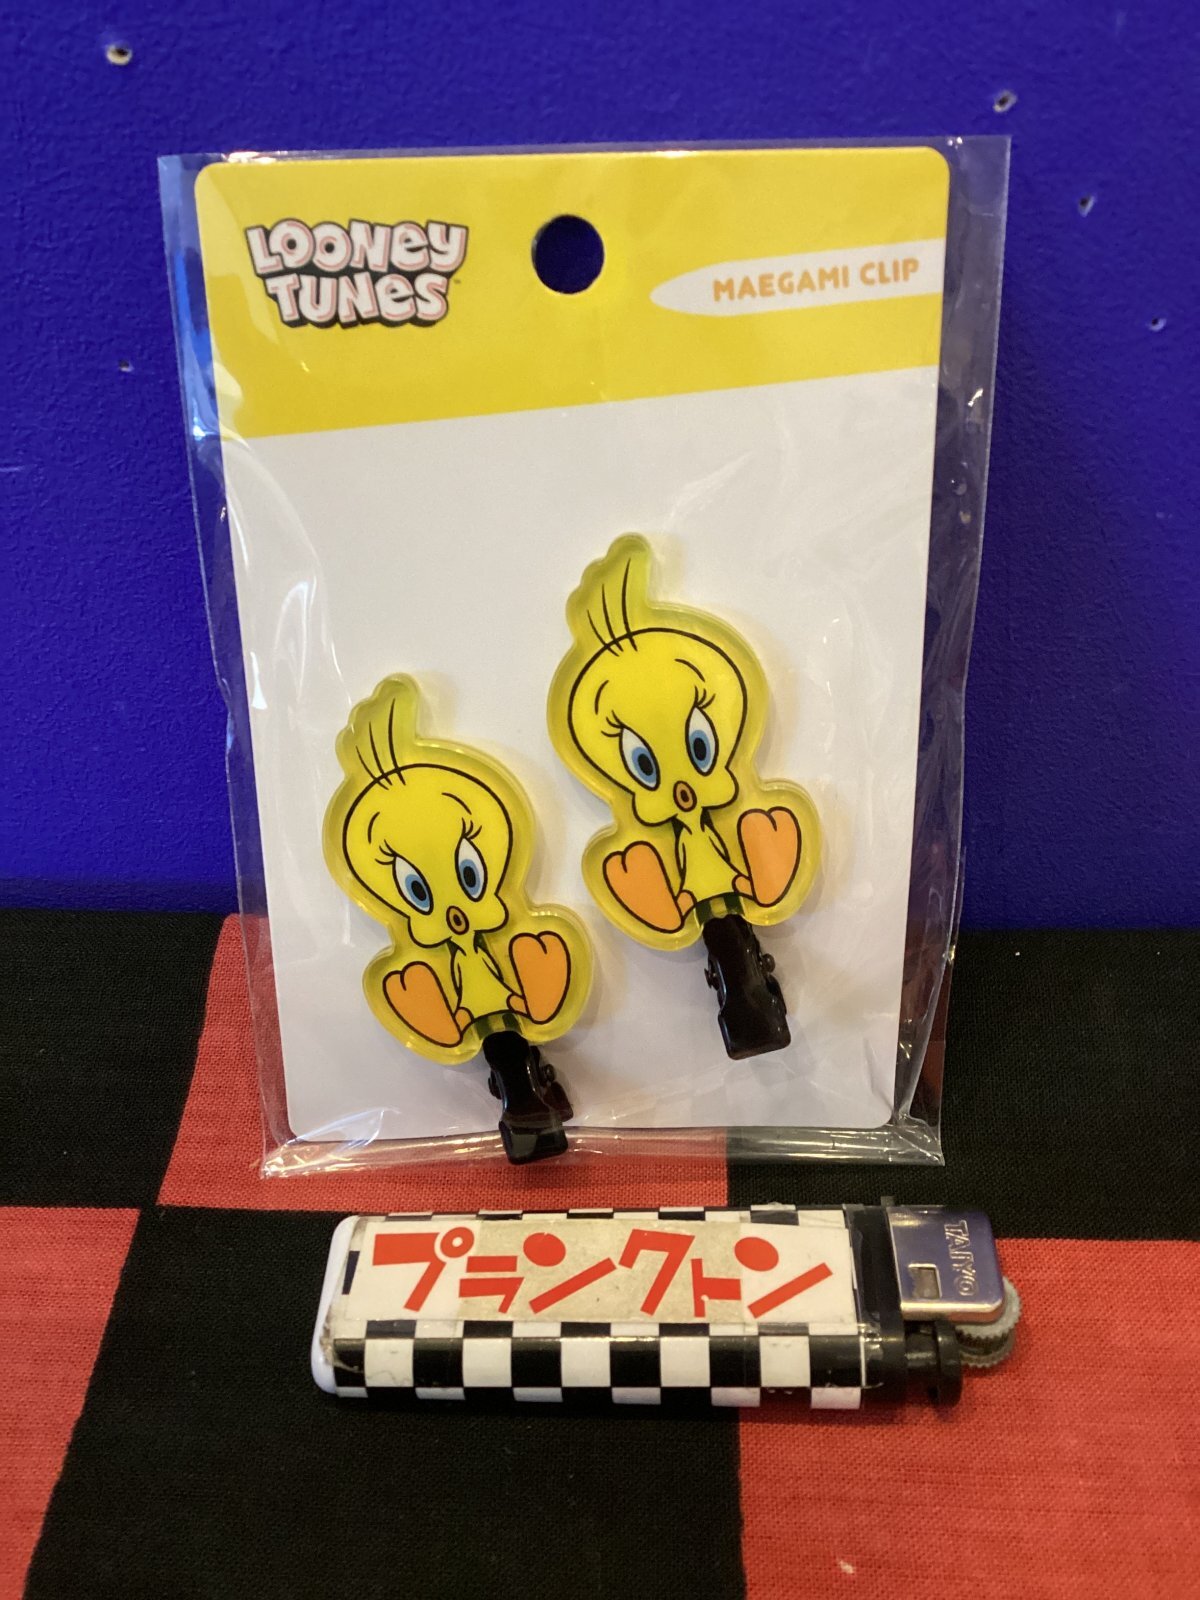 LOONEY
TUNES
MAEGAMI CLIP
プランクトン
TAIYO